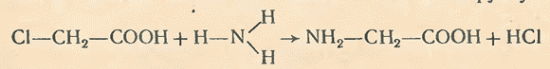 Cl—CH₂—COOH + H—N
H
H
→ NH₂—CH₂—COOH + HCl